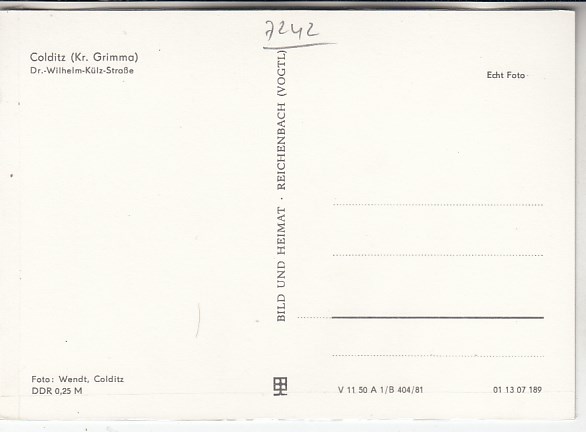 7242
Colditz (Kr. Grimma)
Dr.-Wilhelm-Külz-Straße
Echt Foto
BILD UND HEIMAT · REICHENBACH (VOGTL)
Foto: Wendt, Colditz
DDR 0,25 M
V 11 50 A 1/B 404/81
01 13 07 189